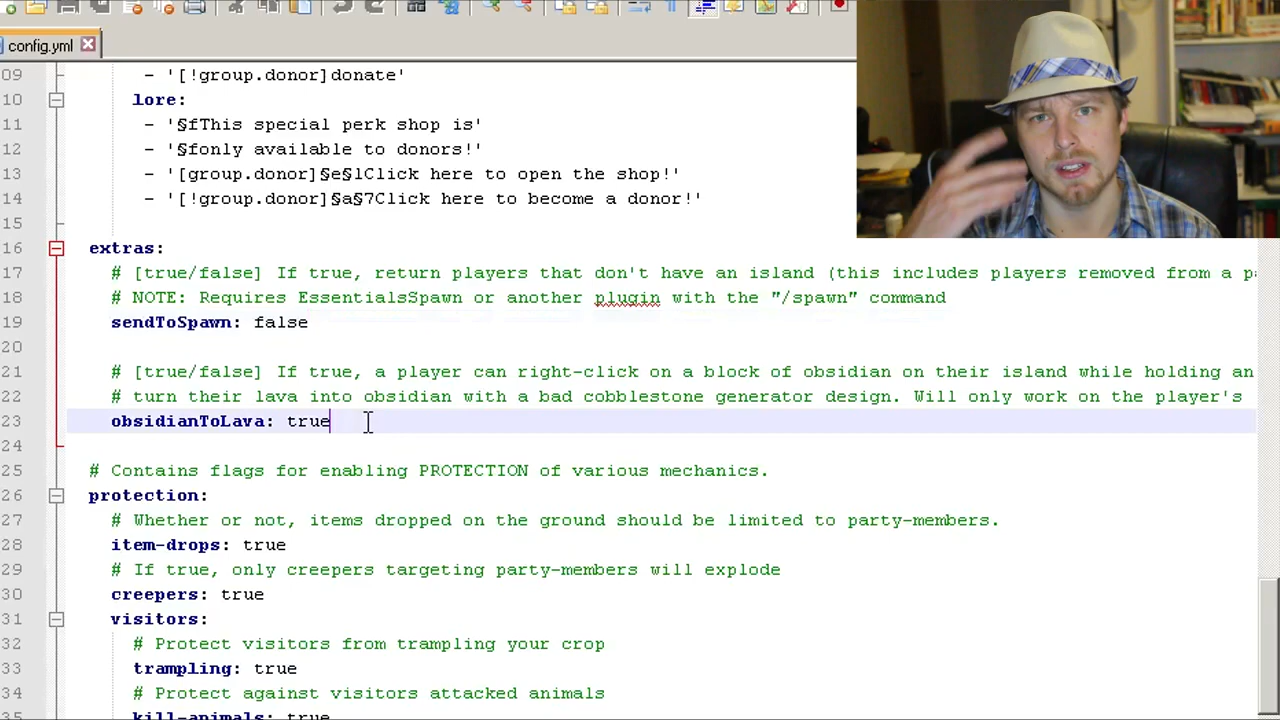 config.yml
09 - '[!group.donor]donate'
10 lore:
11 - '§fThis special perk shop is'
12 - '§fonly available to donors!'
13 - '[group.donor]§e§lClick here to open the shop!'
14 - '[!group.donor]§a§7Click here to become a donor!'
15
16 extras:
17 # [true/false] If true, return players that don't have an island (this includes players removed from a p
18 # NOTE: Requires EssentialsSpawn or another plugin with the "/spawn" command
19 sendToSpawn: false
20
21 # [true/false] If true, a player can right-click on a block of obsidian on their island while holding an
22 # turn their lava into obsidian with a bad cobblestone generator design. Will only work on the player's
23 obsidianToLava: true
24
25 # Contains flags for enabling PROTECTION of various mechanics.
26 protection:
27 # Whether or not, items dropped on the ground should be limited to party-members.
28 item-drops: true
29 # If true, only creepers targeting party-members will explode
30 creepers: true
31 visitors:
32 # Protect visitors from trampling your crop
33 trampling: true
34 # Protect against visitors attacked animals
kill-animals: true